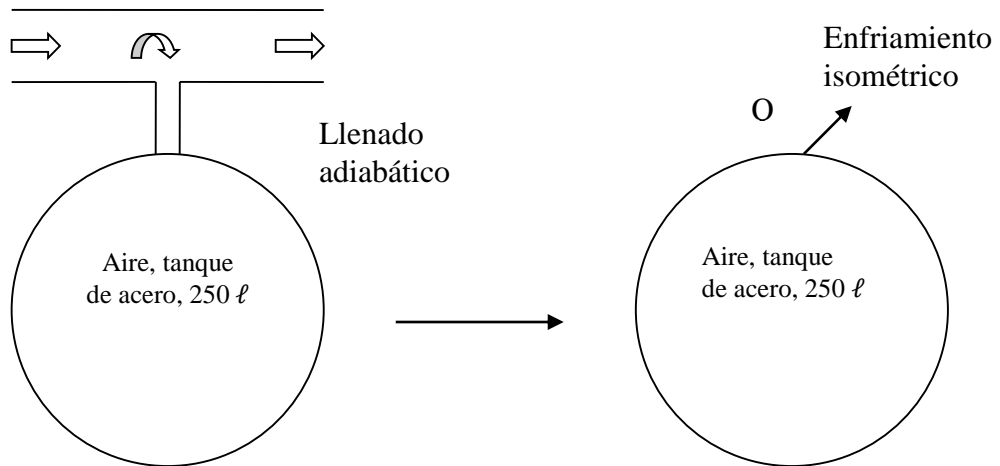 Llenado
adiabático
Aire, tanque
de acero, 250 ℓ
Enfriamiento
isométrico
O
Aire, tanque
de acero, 250 ℓ